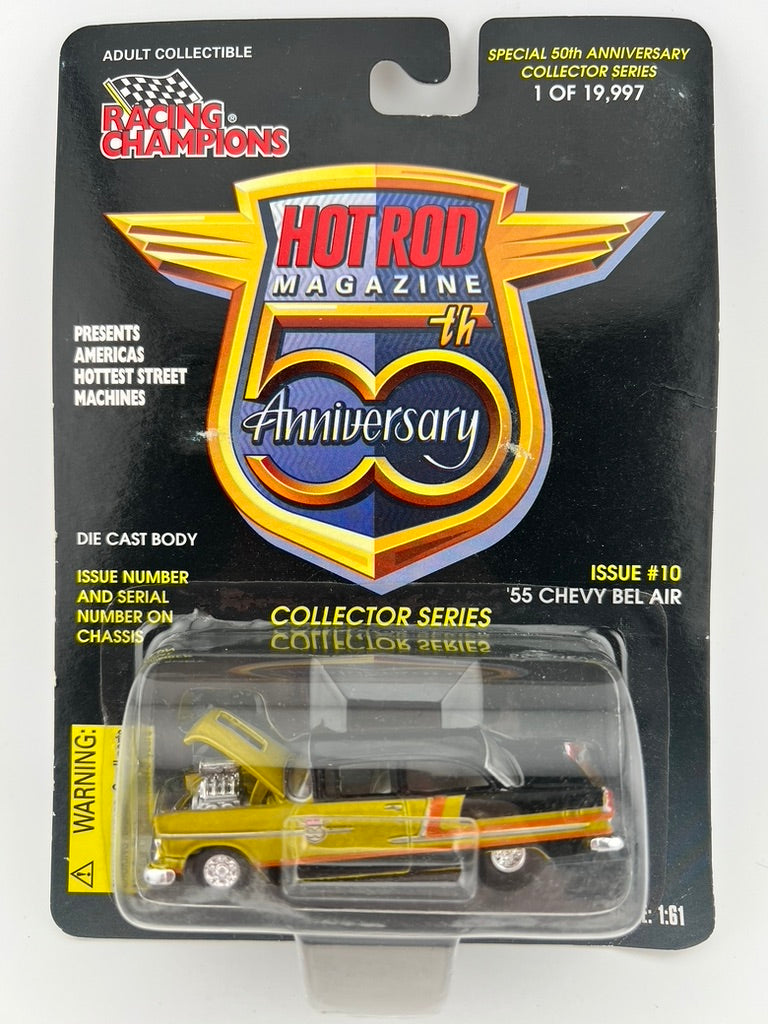 ADULT COLLECTIBLE
RACING ®
CHAMPIONS
SPECIAL 50th ANNIVERSARY
COLLECTOR SERIES
1 OF 19,997
HOT ROD
MAGAZINE
50th
Anniversary
PRESENTS
AMERICAS
HOTTEST STREET
MACHINES
DIE CAST BODY
ISSUE NUMBER
AND SERIAL
NUMBER ON
CHASSIS
ISSUE #10
'55 CHEVY BEL AIR
COLLECTOR SERIES
WARNING:
: 1:61